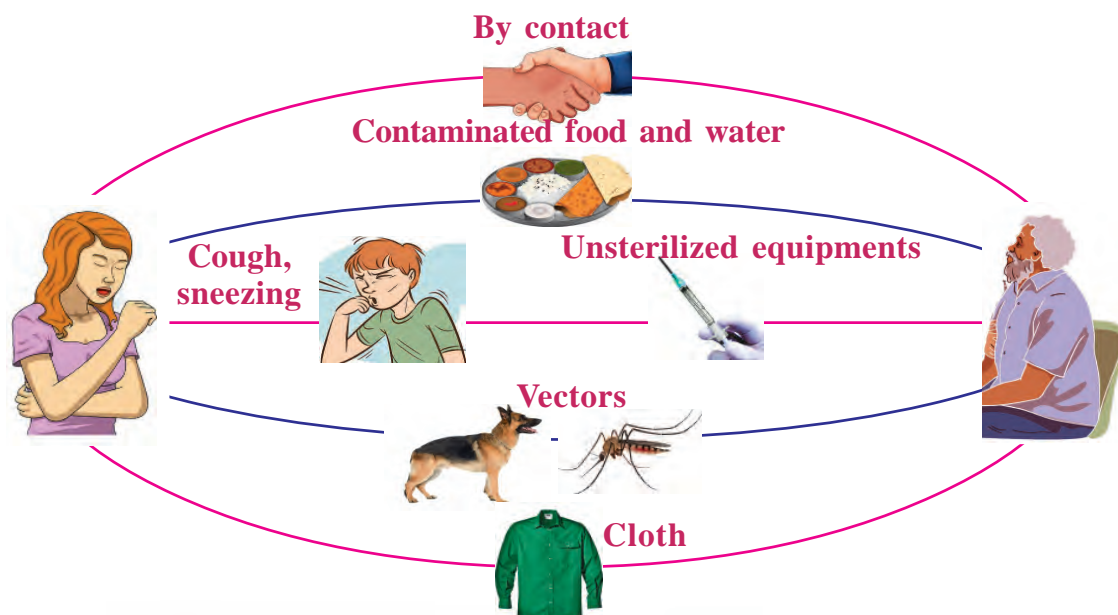 By contact
Contaminated food and water
Cough,
sneezing
Unsterilized equipments
Vectors
Cloth